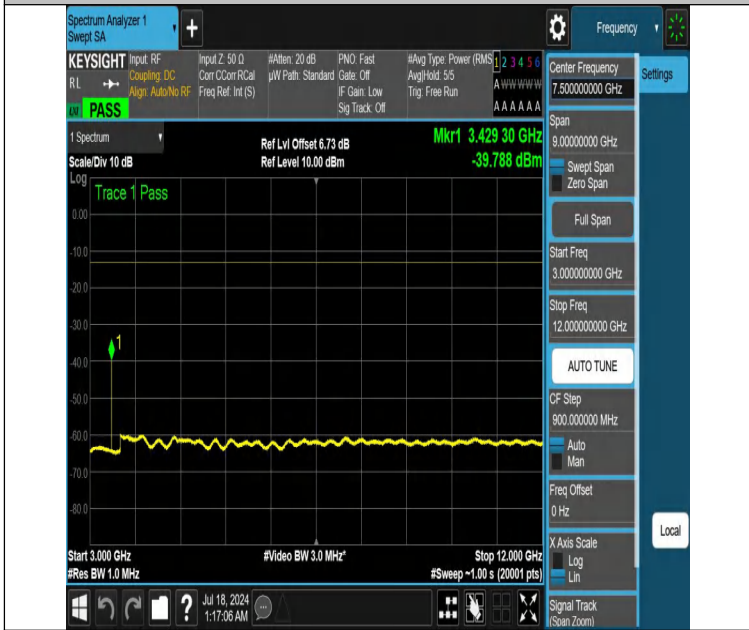 Spectrum Analyzer 1
Swept SA
Frequency
KEYSIGHT
RL
PASS
Input: RF
Coupling: DC
Align: Auto/No RF
Input Z: 50 Ω
Corr CCorr RCal
Freq Ref: Int (S)
#Atten: 20 dB
µW Path: Standard
PNO: Fast
Gate: Off
IF Gain: Low
Sig Track: Off
#Avg Type: Power (RMS
Avg|Hold: 5/5
Trig: Free Run
1 2 3 4 5 6
A W W W W W
A A A A A A
1 Spectrum
Scale/Div 10 dB
Log
Ref Lvl Offset 6.73 dB
Ref Level 10.00 dBm
Mkr1 3.429 30 GHz
-39.788 dBm
Trace 1 Pass
0.00
-10.0
-20.0
-30.0
1
-40.0
-50.0
-60.0
-70.0
-80.0
Start 3.000 GHz
#Res BW 1.0 MHz
#Video BW 3.0 MHz*
Stop 12.000 GHz
#Sweep ~1.00 s (20001 pts)
Jul 18, 2024
1:17:06 AM
Center Frequency
7.500000000 GHz
Settings
Span
9.00000000 GHz
Swept Span
Zero Span
Full Span
Start Freq
3.000000000 GHz
Stop Freq
12.000000000 GHz
AUTO TUNE
CF Step
900.000000 MHz
Auto
Man
Freq Offset
0 Hz
X Axis Scale
Log
Lin
Local
Signal Track
(Span Zoom)